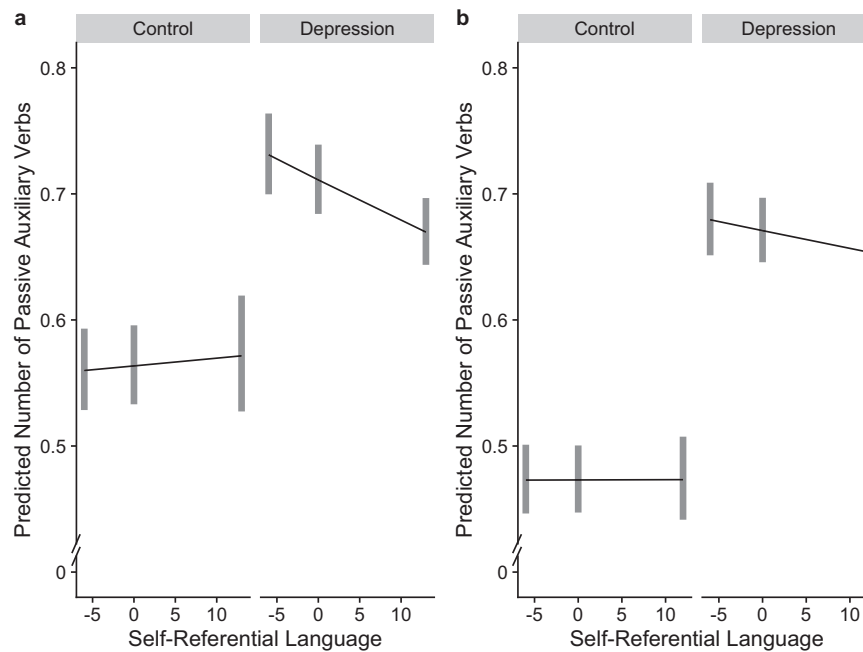 a
Control Depression
Predicted Number of Passive Auxiliary Verbs
0.8
0.7
0.6
0.5
0
-5 0 5 10 -5 0 5 10
Self-Referential Language
b
Control Depression
Predicted Number of Passive Auxiliary Verbs
0.8
0.7
0.6
0.5
0
-5 0 5 10 -5 0 5 10
Self-Referential Language